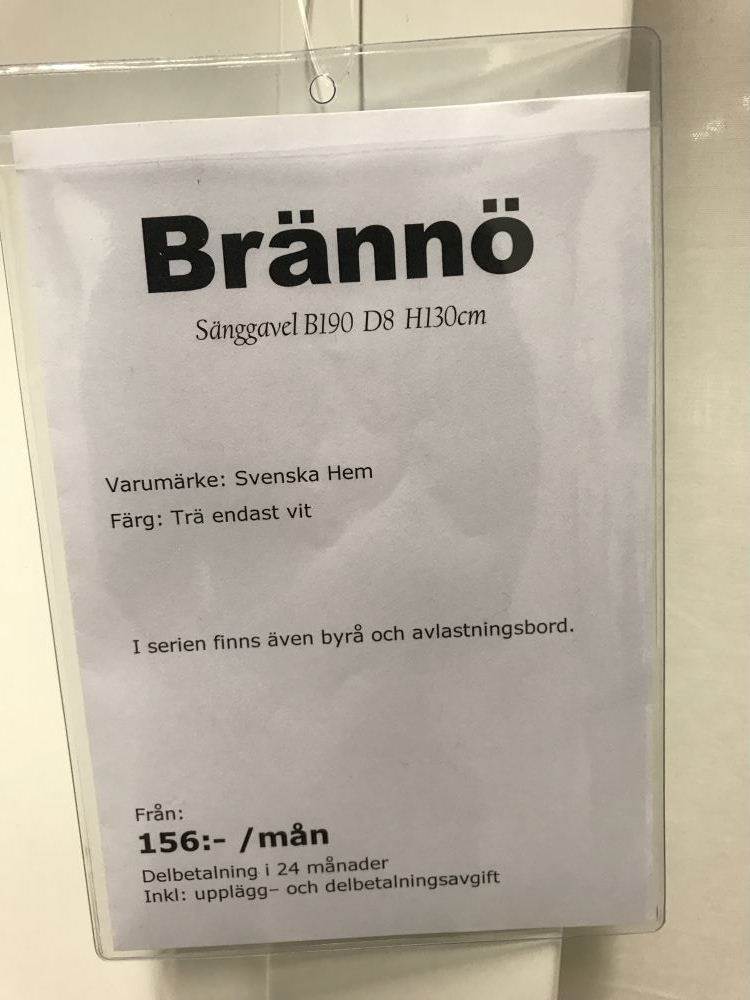 Brännö
Sänggavel B190 D8 H130cm
Varumärke: Svenska Hem
Färg: Trä endast vit
I serien finns även byrå och avlastningsbord.
Från:
156:- /mån
Delbetalning i 24 månader
Inkl: upplägg- och delbetalningsavgift